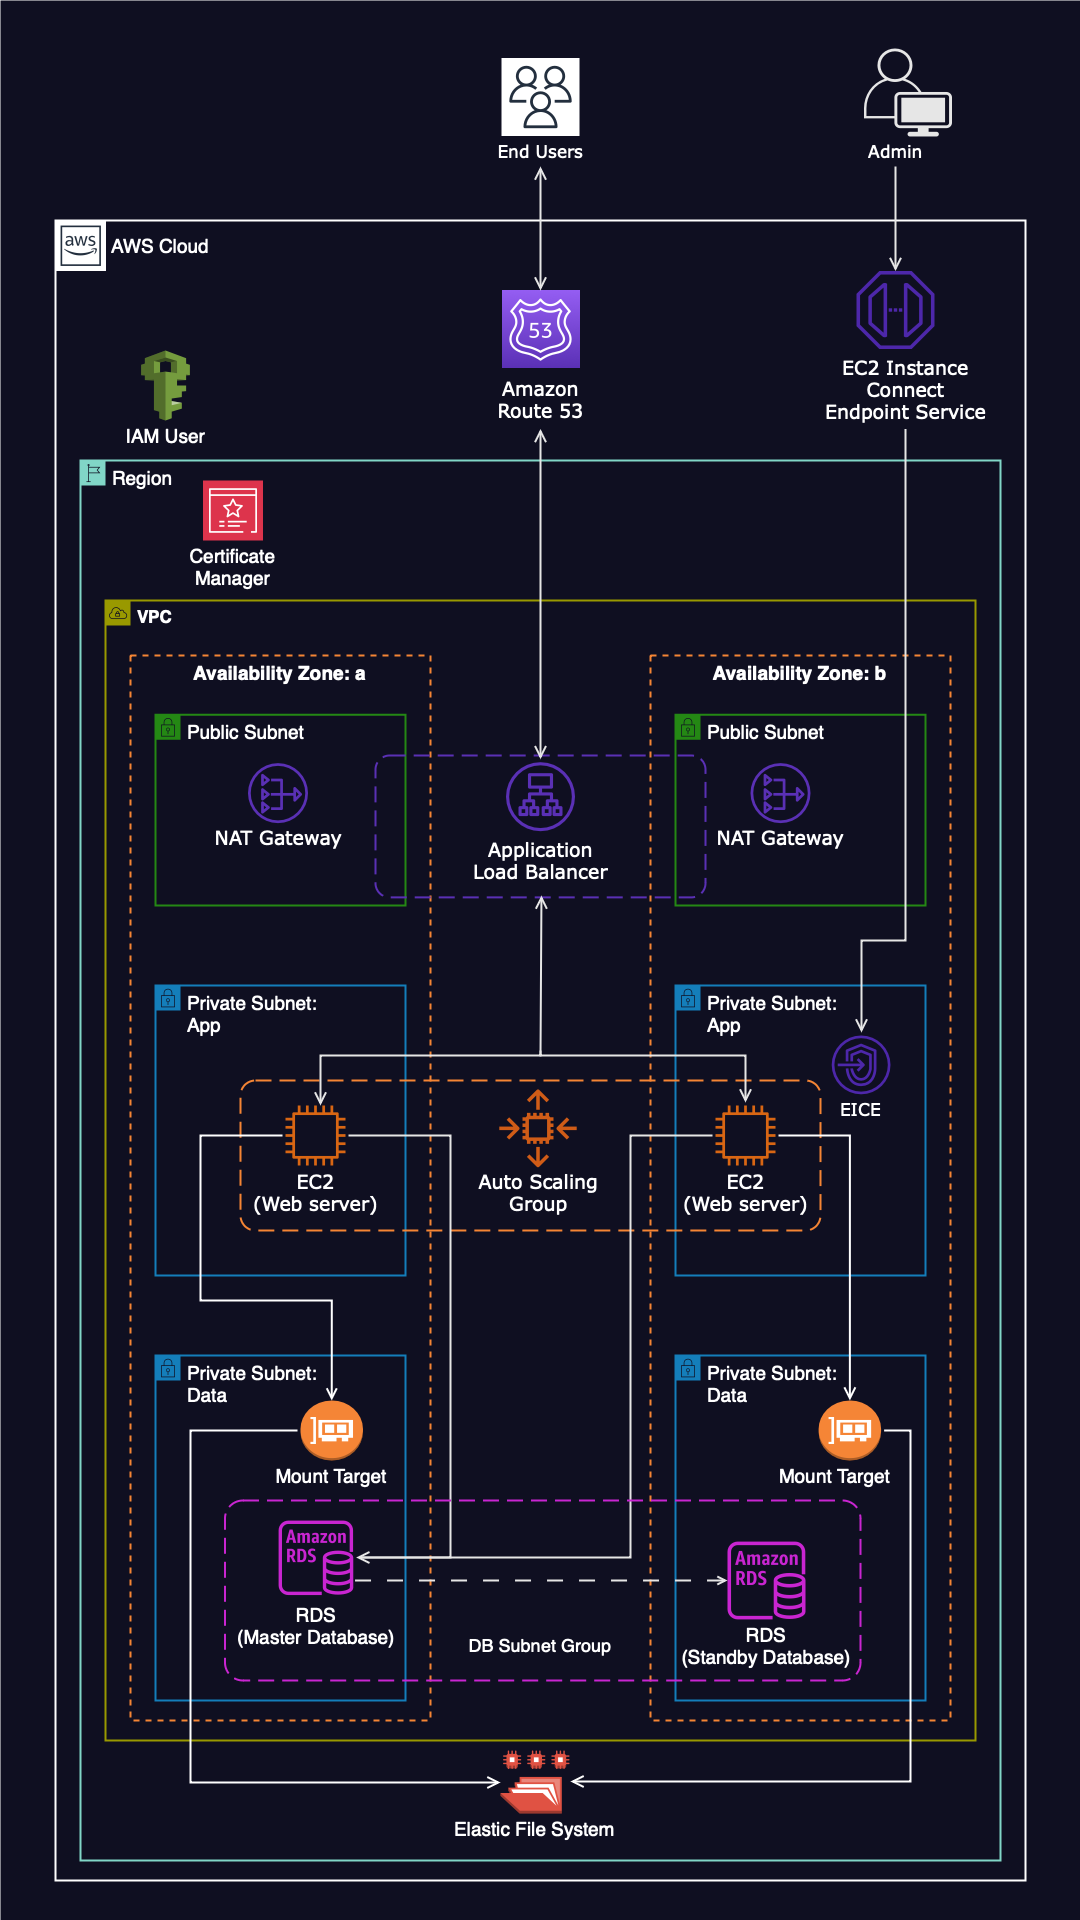 End Users
Admin
aws
AWS Cloud
53
Amazon
Route 53
EC2 Instance
Connect
Endpoint Service
IAM User
Region
Certificate
Manager
VPC
Availability Zone: a
Availability Zone: b
Public Subnet
Public Subnet
NAT Gateway
NAT Gateway
Application
Load Balancer
Private Subnet:
App
Private Subnet:
App
EICE
EC2
(Web server)
Auto Scaling
Group
EC2
(Web server)
Private Subnet:
Data
Private Subnet:
Data
Mount Target
Mount Target
Amazon
RDS
RDS
(Master Database)
Amazon
RDS
RDS
(Standby Database)
DB Subnet Group
Elastic File System